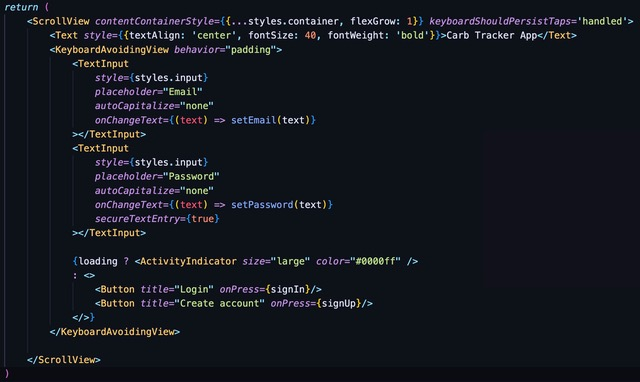 return (
<ScrollView contentContainerStyle={{...styles.container, flexGrow: 1}} keyboardShouldPersistTaps='handled'>
<Text style={{textAlign: 'center', fontSize: 40, fontWeight: 'bold'}}>Carb Tracker App</Text>
<KeyboardAvoidingView behavior="padding">
<TextInput
style={styles.input}
placeholder="Email"
autoCapitalize="none"
onChangeText={(text) => setEmail(text)}
></TextInput>
<TextInput
style={styles.input}
placeholder="Password"
autoCapitalize="none"
onChangeText={(text) => setPassword(text)}
secureTextEntry={true}
></TextInput>
{loading ? <ActivityIndicator size="large" color="#0000ff" />
: <>
<Button title="Login" onPress={signIn}/>
<Button title="Create account" onPress={signUp}/>
</>}
</KeyboardAvoidingView>
</ScrollView>
)